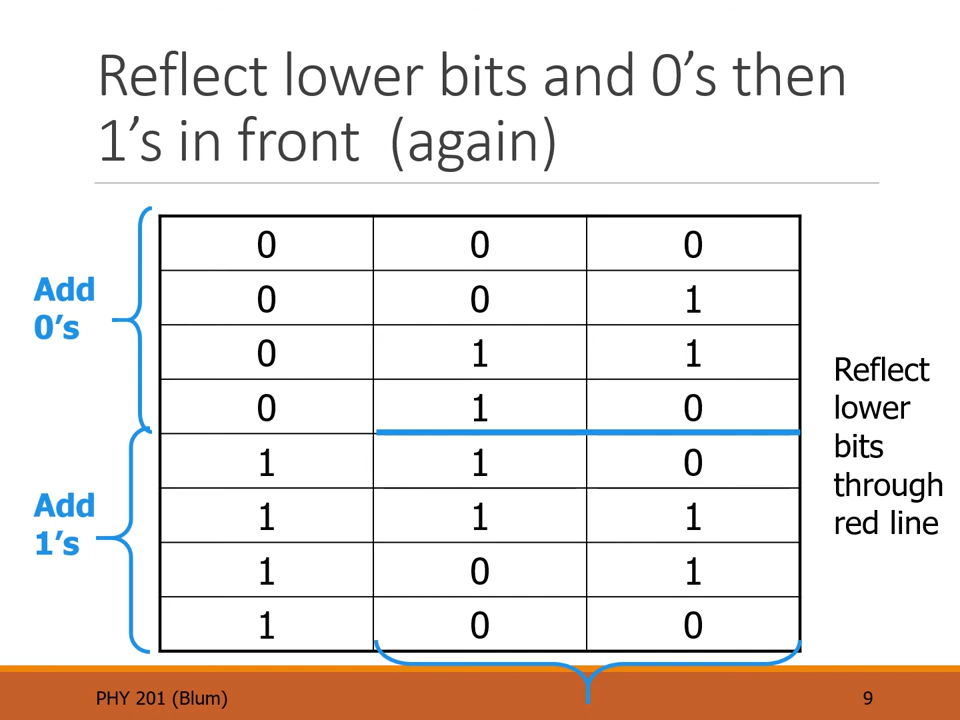 Reflect lower bits and 0’s then
1’s in front (again)
Add
0’s
0 0 0
0 0 1
0 1 1
0 1 0
Add
1’s
1 1 0
1 1 1
1 0 1
1 0 0
Reflect
lower
bits
through
red line
PHY 201 (Blum)
9